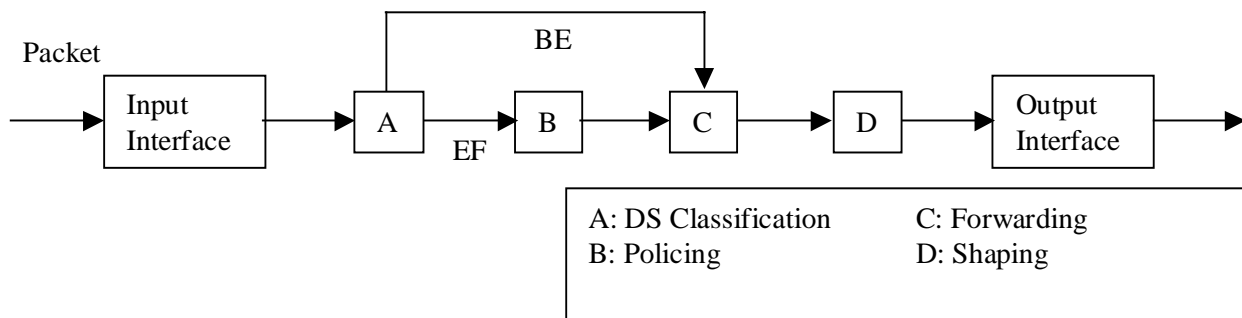 BE
Packet
Input
Interface
A
B
C
D
Output
Interface
EF
A: DS Classification C: Forwarding
B: Policing D: Shaping